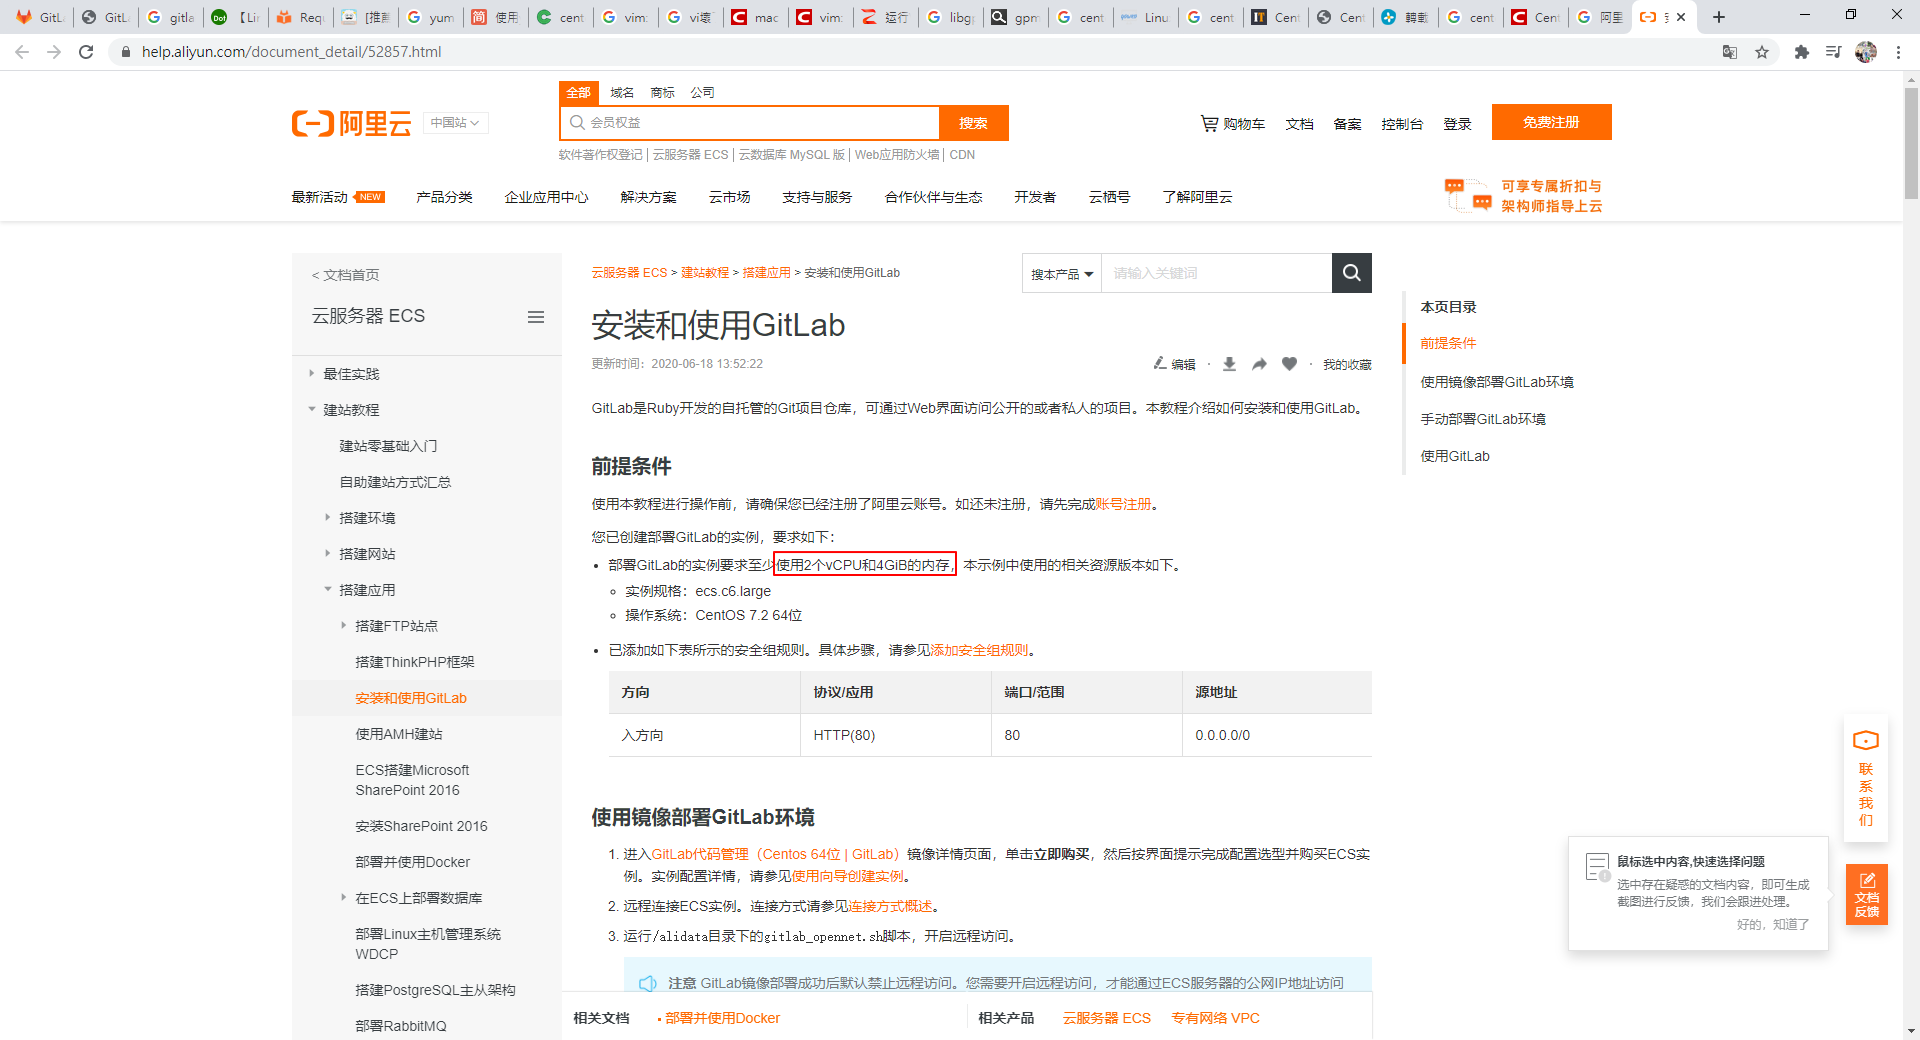 GitLa
GitLa
gitla
【Lir
Requ
[推薦
yum
使用
cent
vim:
vi壞
mac
vim:
运行
libg
gpm
cent
Linu
cent
Cent
Cent
轉載
cent
Cent
阿里
help.aliyun.com/document_detail/52857.html
全部 域名 商标 公司
阿里云 中国站
会员权益 搜索
购物车 文档 备案 控制台 登录 免费注册
软件著作权登记 | 云服务器 ECS | 云数据库 MySQL 版 | Web应用防火墙 | CDN
最新活动 NEW 产品分类 企业应用中心 解决方案 云市场 支持与服务 合作伙伴与生态 开发者 云栖号 了解阿里云
可享专属折扣与
架构师指导上云
< 文档首页
云服务器 ECS
最佳实践
建站教程
建站零基础入门
自助建站方式汇总
搭建环境
搭建网站
搭建应用
搭建FTP站点
搭建ThinkPHP框架
安装和使用GitLab
使用AMH建站
ECS搭建Microsoft
SharePoint 2016
安装SharePoint 2016
部署并使用Docker
在ECS上部署数据库
部署Linux主机管理系统
WDCP
搭建PostgreSQL主从架构
部署RabbitMQ
云服务器 ECS > 建站教程 > 搭建应用 > 安装和使用GitLab
搜本产品 请输入关键词
安装和使用GitLab
更新时间：2020-06-18 13:52:22
编辑 · · 我的收藏
GitLab是Ruby开发的自托管的Git项目仓库，可通过Web界面访问公开的或者私人的项目。本教程介绍如何安装和使用GitLab。
前提条件
使用本教程进行操作前，请确保您已经注册了阿里云账号。如还未注册，请先完成账号注册。
您已创建部署GitLab的实例，要求如下：
• 部署GitLab的实例要求至少使用2个vCPU和4GiB的内存，本示例中使用的相关资源版本如下。
◦ 实例规格：ecs.c6.large
◦ 操作系统：CentOS 7.2 64位
• 已添加如下表所示的安全组规则。具体步骤，请参见添加安全组规则。
方向 协议/应用 端口/范围 源地址
入方向 HTTP(80) 80 0.0.0.0/0
使用镜像部署GitLab环境
1. 进入GitLab代码管理（Centos 64位 | GitLab）镜像详情页面，单击立即购买，然后按界面提示完成配置选型并购买ECS实
例。实例配置详情，请参见使用向导创建实例。
2. 远程连接ECS实例。连接方式请参见连接方式概述。
3. 运行/alidata目录下的gitlab_opennet.sh脚本，开启远程访问。
注意 GitLab镜像部署成功后默认禁止远程访问。您需要开启远程访问，才能通过ECS服务器的公网IP地址访问
相关文档 • 部署并使用Docker
相关产品 云服务器 ECS 专有网络 VPC
本页目录
前提条件
使用镜像部署GitLab环境
手动部署GitLab环境
使用GitLab
联
系
我
们
鼠标选中内容,快速选择问题
选中存在疑惑的文档内容，即可生成
截图进行反馈，我们会跟进处理。
好的，知道了
文档
反馈